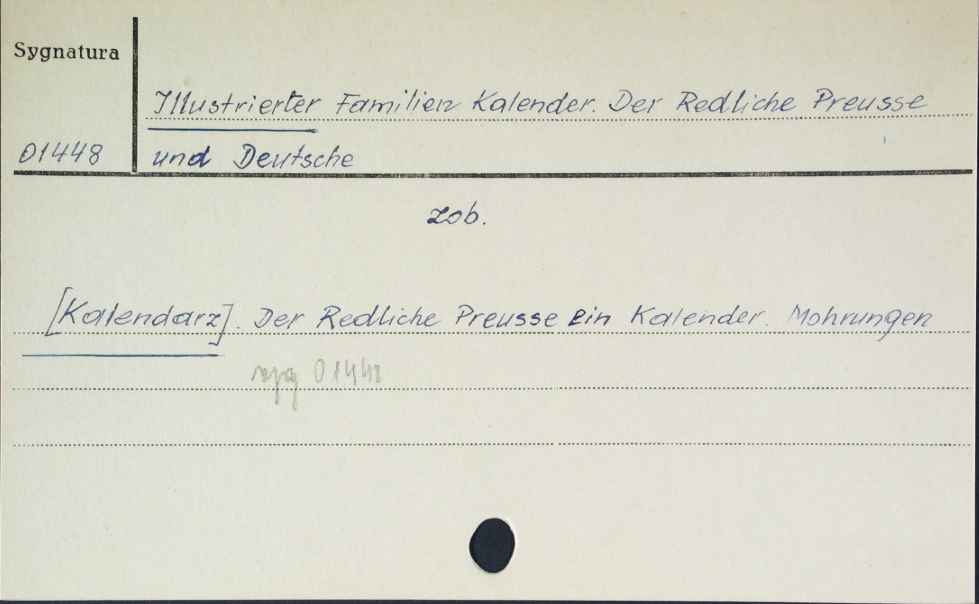 Sygnatura
Illustrierter Familien Kalender. Der Redliche Preusse
01448 und Deutsche
zob.
[Kalendarz]. Der Redliche Preusse Ein Kalender. Mohrungen
syg 01448